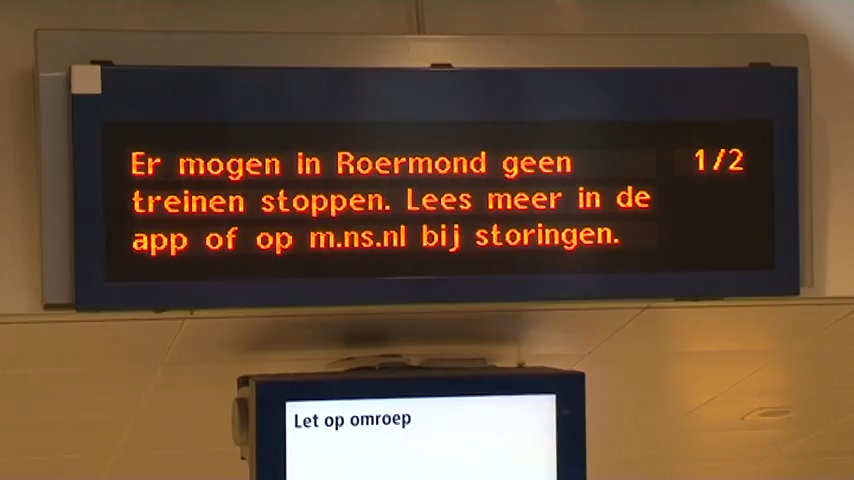 Er mogen in Roermond geen 1/2
treinen stoppen. Lees meer in de
app of op m.ns.nl bij storingen.
Let op omroep